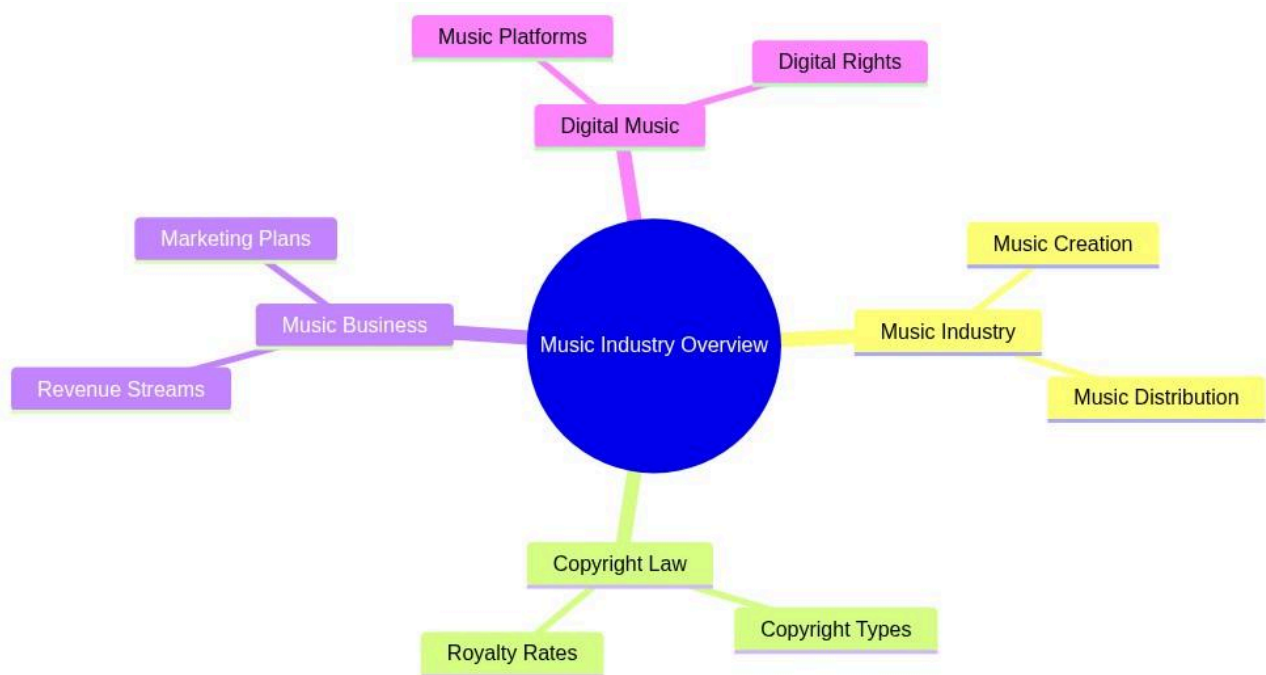 Music Platforms
Digital Rights
Digital Music
Marketing Plans
Music Business
Revenue Streams
Music Industry Overview
Music Creation
Music Industry
Music Distribution
Copyright Law
Copyright Types
Royalty Rates